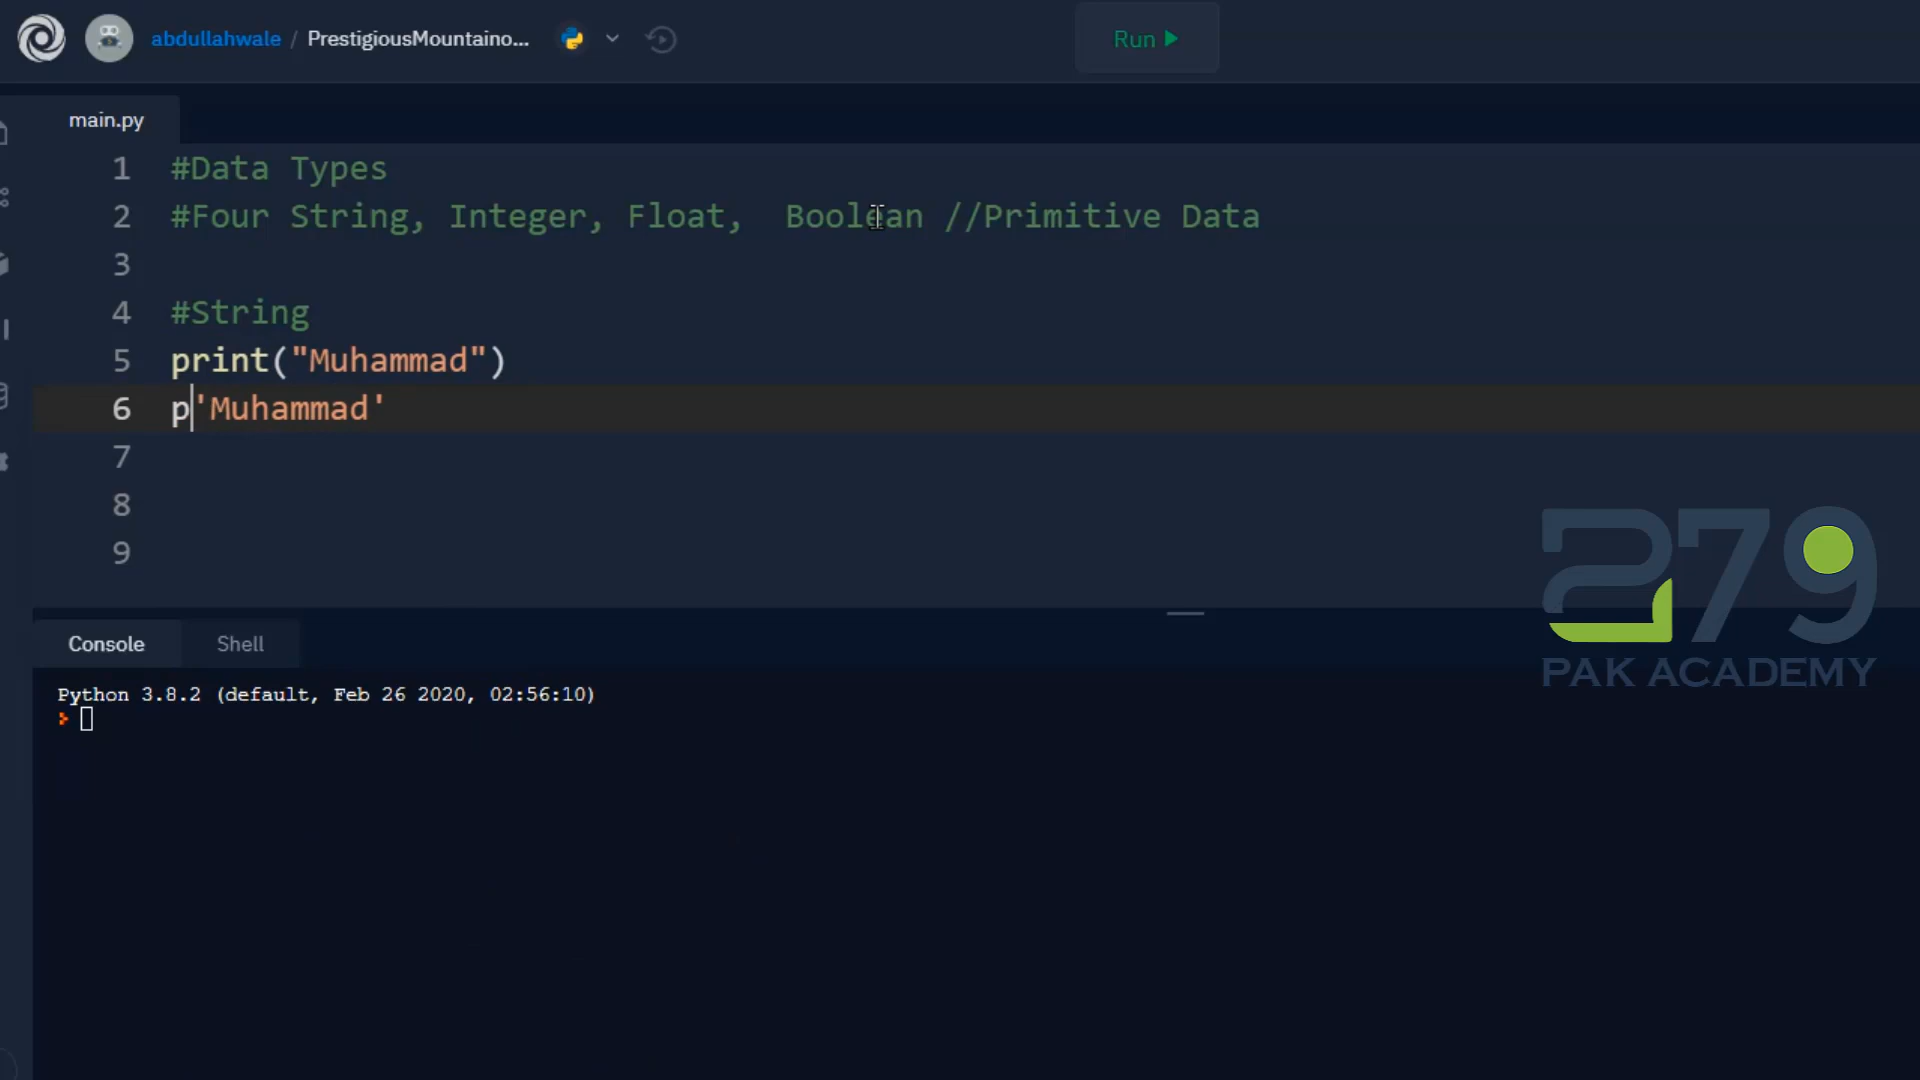 abdullahwale / PrestigiousMountaino...
Run
main.py
1 #Data Types
2 #Four String, Integer, Float,  Boolean //Primitive Data
3
4 #String
5 print("Muhammad")
6 p'Muhammad'
7
8
9
279
PAK ACADEMY
Console Shell
Python 3.8.2 (default, Feb 26 2020, 02:56:10)